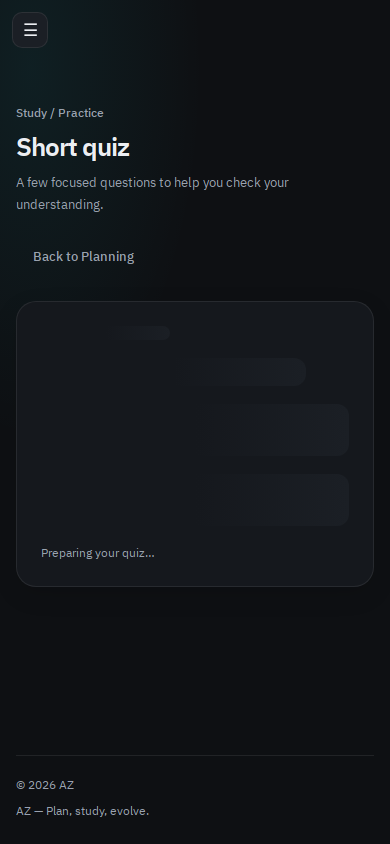 ☰
Study / Practice
Short quiz
A few focused questions to help you check your
understanding.
Back to Planning
Preparing your quiz...
© 2026 AZ
AZ — Plan, study, evolve.